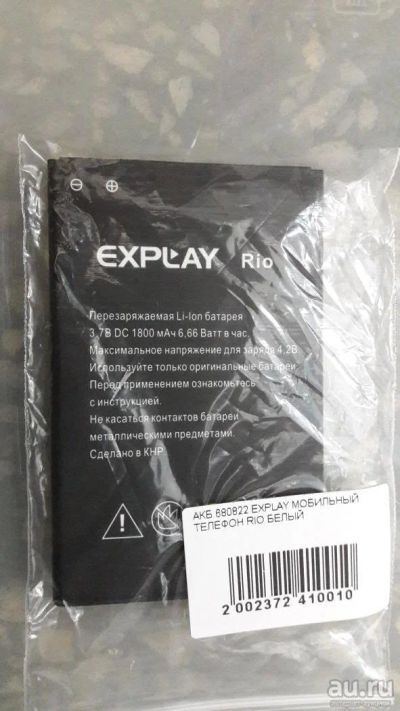 EXPLAY Rio
Перезаряжаемая Li-Ion батарея
3,7В DC 1800 мАч 6,66 Ватт в час.
Максимальное напряжение для заряда 4,2В
Используйте только оригинальные батареи
Перед применением ознакомьтесь
с инструкцией.
Не касаться контактов батареи
металлическими предметами.
Сделано в КНР
АКБ 680822 EXPLAY МОБИЛЬНЫЙ
ТЕЛЕФОН RIO БЕЛЫЙ
2 002372 410010
au.ru